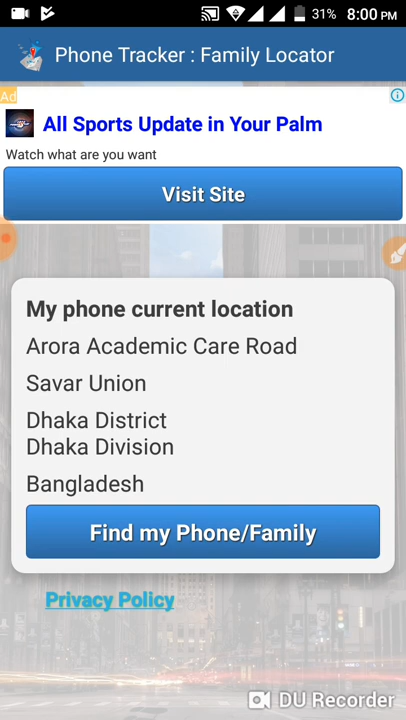 31% 8:00 PM
Phone Tracker : Family Locator
Ad
All Sports Update in Your Palm
Watch what are you want
Visit Site
My phone current location
Arora Academic Care Road
Savar Union
Dhaka District
Dhaka Division
Bangladesh
Find my Phone/Family
Privacy Policy
DU Recorder